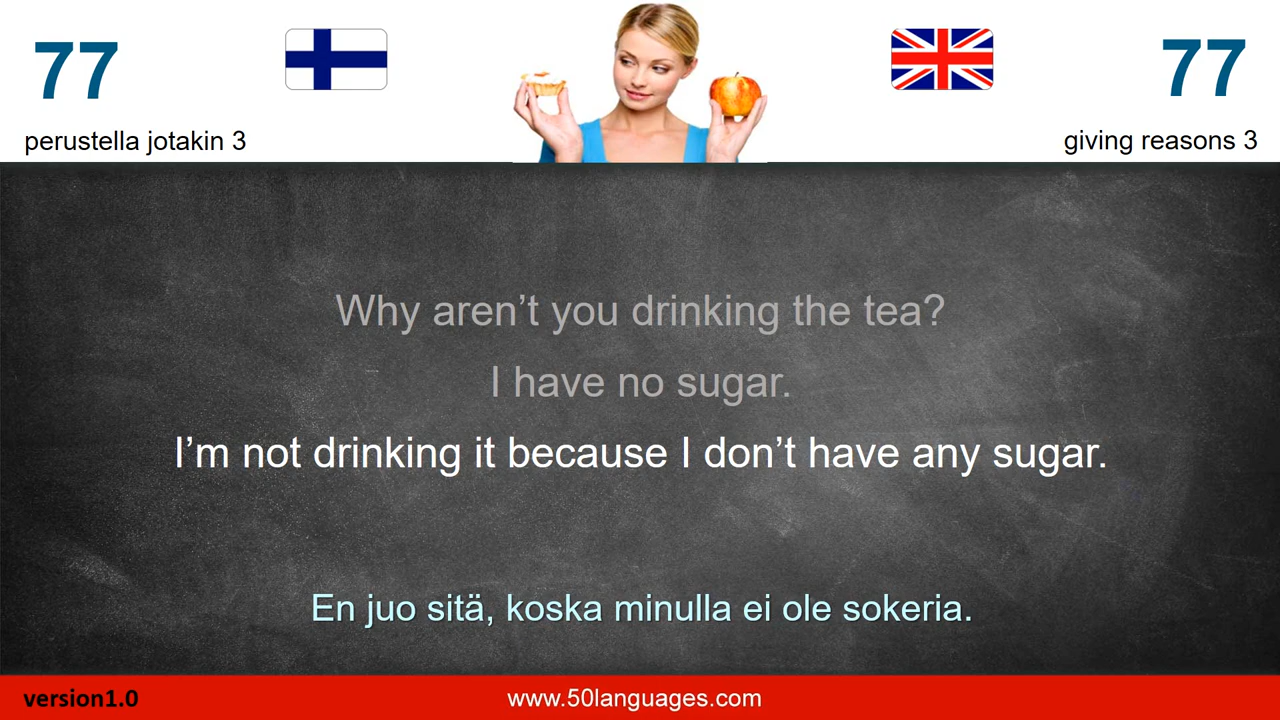 77
77
perustella jotakin 3
giving reasons 3
Why aren’t you drinking the tea?
I have no sugar.
I’m not drinking it because I don’t have any sugar.
En juo sitä, koska minulla ei ole sokeria.
version1.0
www.50languages.com